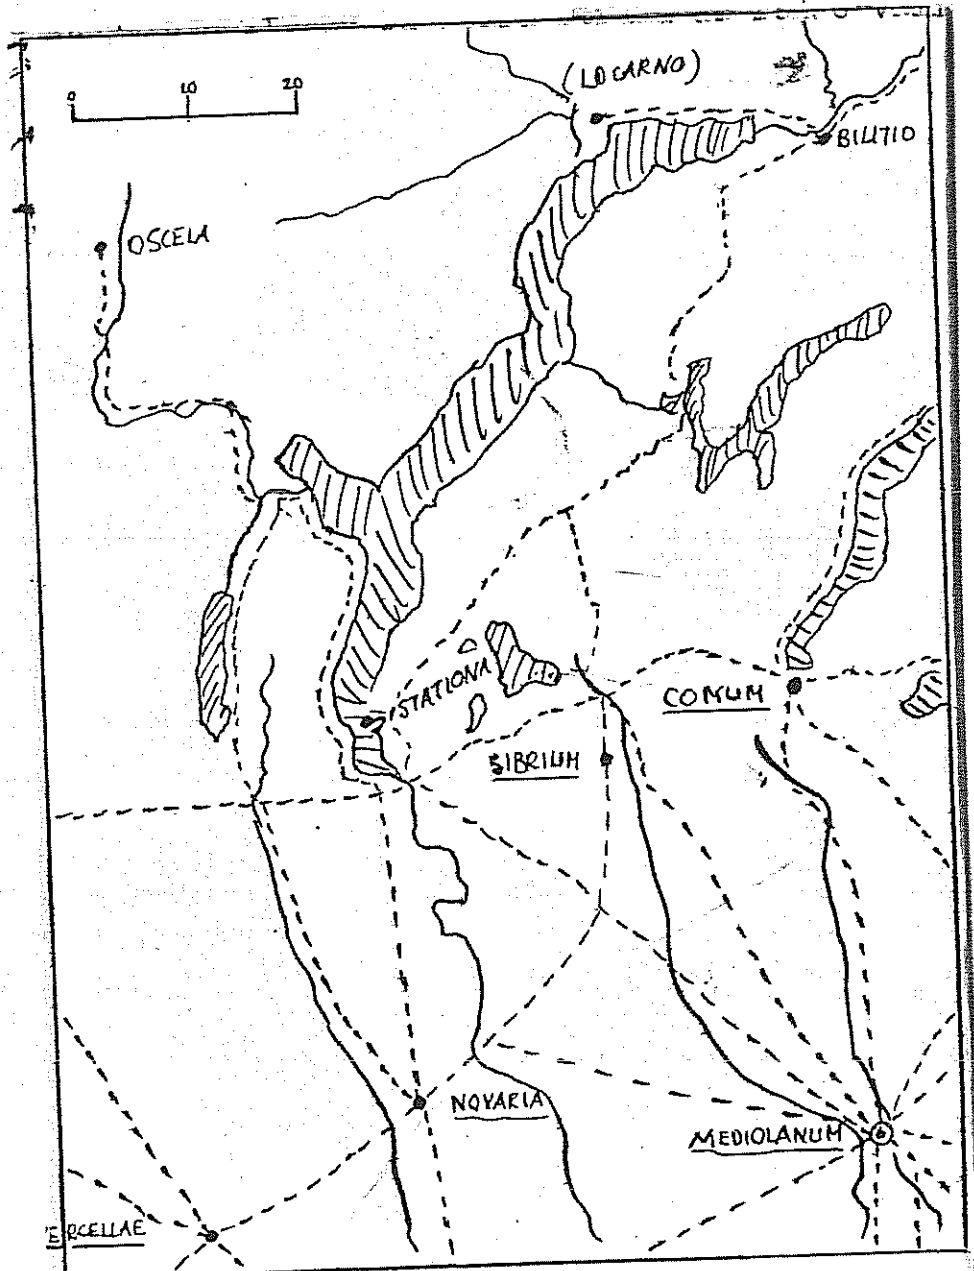 0 10 20
(LOCARNO)
BILITIO
OSCELA
STATIONA
COMUM
SIBRIUM
NOVARIA
MEDIOLANUM
ERCELLAE